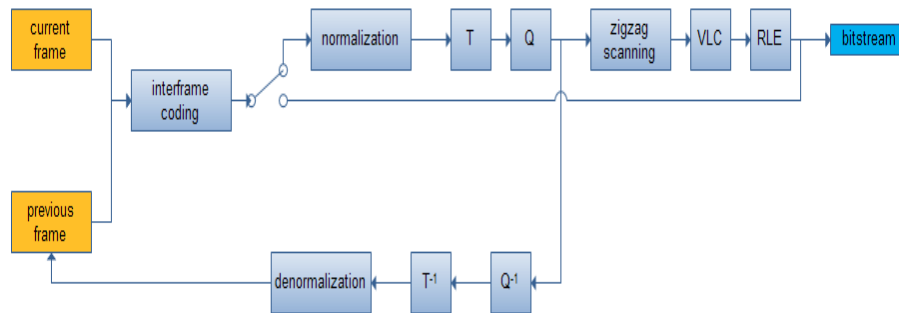 current
frame
interframe
coding
normalization
T
Q
zigzag
scanning
VLC
RLE
bitstream
previous
frame
denormalization
T-1
Q-1